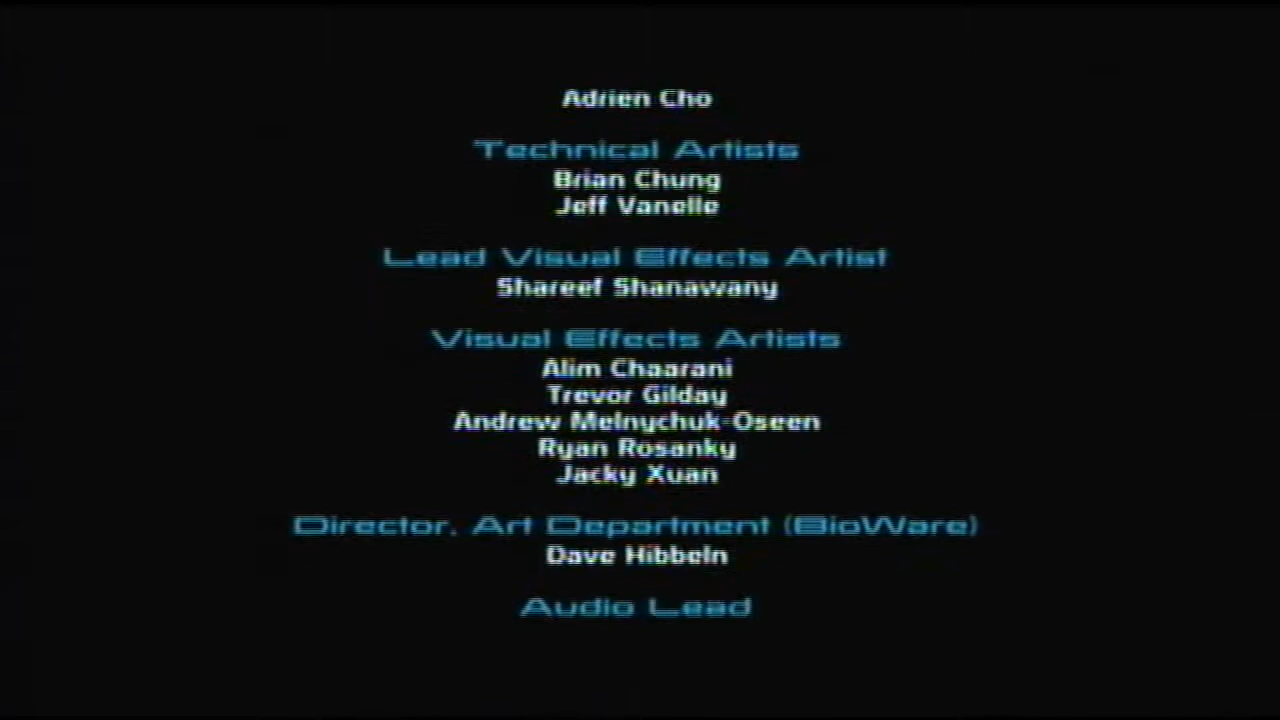 Adrien Cho
Technical Artists
Brian Chung
Jeff Vanelle
Lead Visual Effects Artist
Shareef Shanawany
Visual Effects Artists
Alim Chaarani
Trevor Gilday
Andrew Melnychuk-Oseen
Ryan Rosanky
Jacky Xuan
Director, Art Department (BioWare)
Dave Hibbeln
Audio Lead